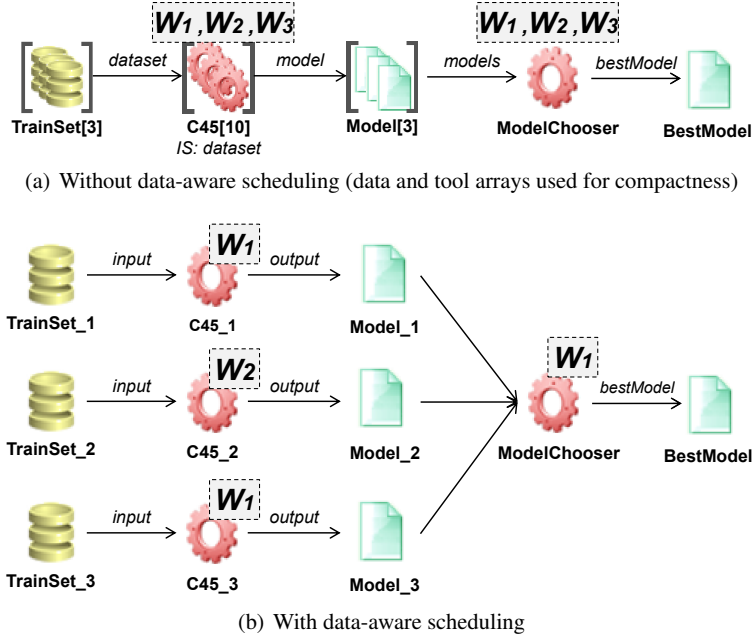 W1 ,W2 ,W3
W1 ,W2 ,W3
dataset
model
models
bestModel
TrainSet[3]
C45[10]
Model[3]
ModelChooser
BestModel
IS: dataset
(a) Without data-aware scheduling (data and tool arrays used for compactness)
W1
input
output
TrainSet_1
C45_1
Model_1
W2
W1
input
output
bestModel
TrainSet_2
C45_2
Model_2
ModelChooser
BestModel
W1
input
output
TrainSet_3
C45_3
Model_3
(b) With data-aware scheduling